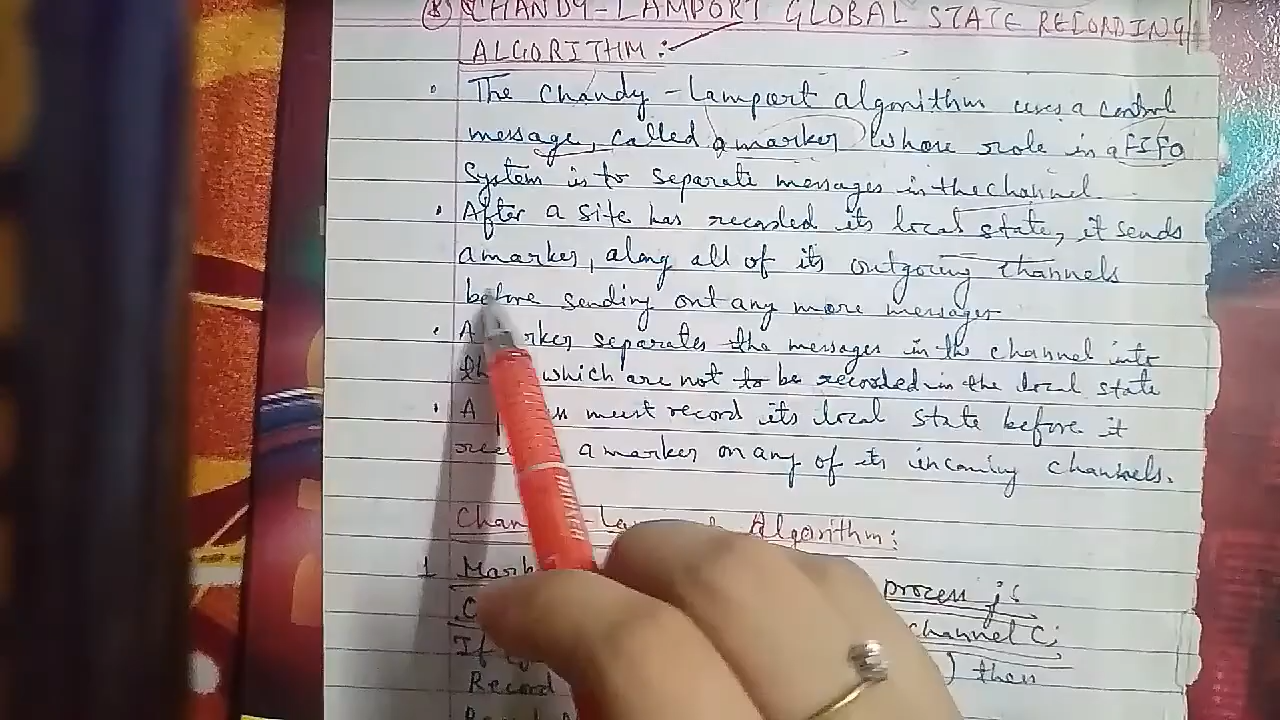 CHANDY-LAMPORT GLOBAL STATE RECORDING
ALGORITHM:
• The Chandy-Lamport algorithm uses a control
message, called a marker whose role in a FIFO
system is to separate messages in the channel.
• After a site has recorded its local state, it sends
a marker, along all of its outgoing channels
before sending out any more messages
• A separates the messages in the channel into
which are not to be recorded in the local state
• A must record its local state before it
a marker on any of its incoming channels.
Algorithm:
1 Mark
process j
Channel C
If ) then
Record